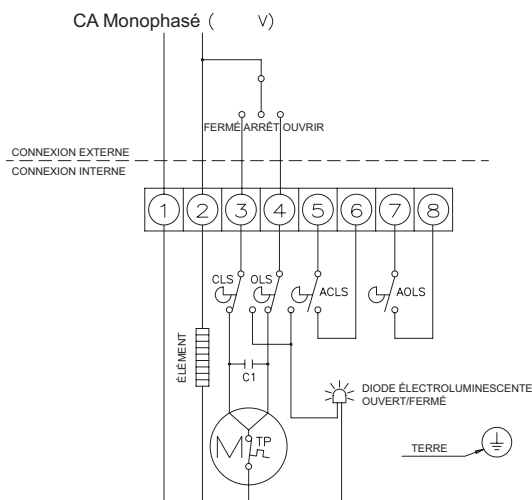 CA Monophasé ( V)
FERMÉ ARRÊT OUVRIR
CONNEXION EXTERNE
CONNEXION INTERNE
1 2 3 4 5 6 7 8
CLS OLS ACLS AOLS
ÉLÉMENT
C1
DIODE ÉLECTROLUMINESCENTE
OUVERT/FERMÉ
M TP
TERRE